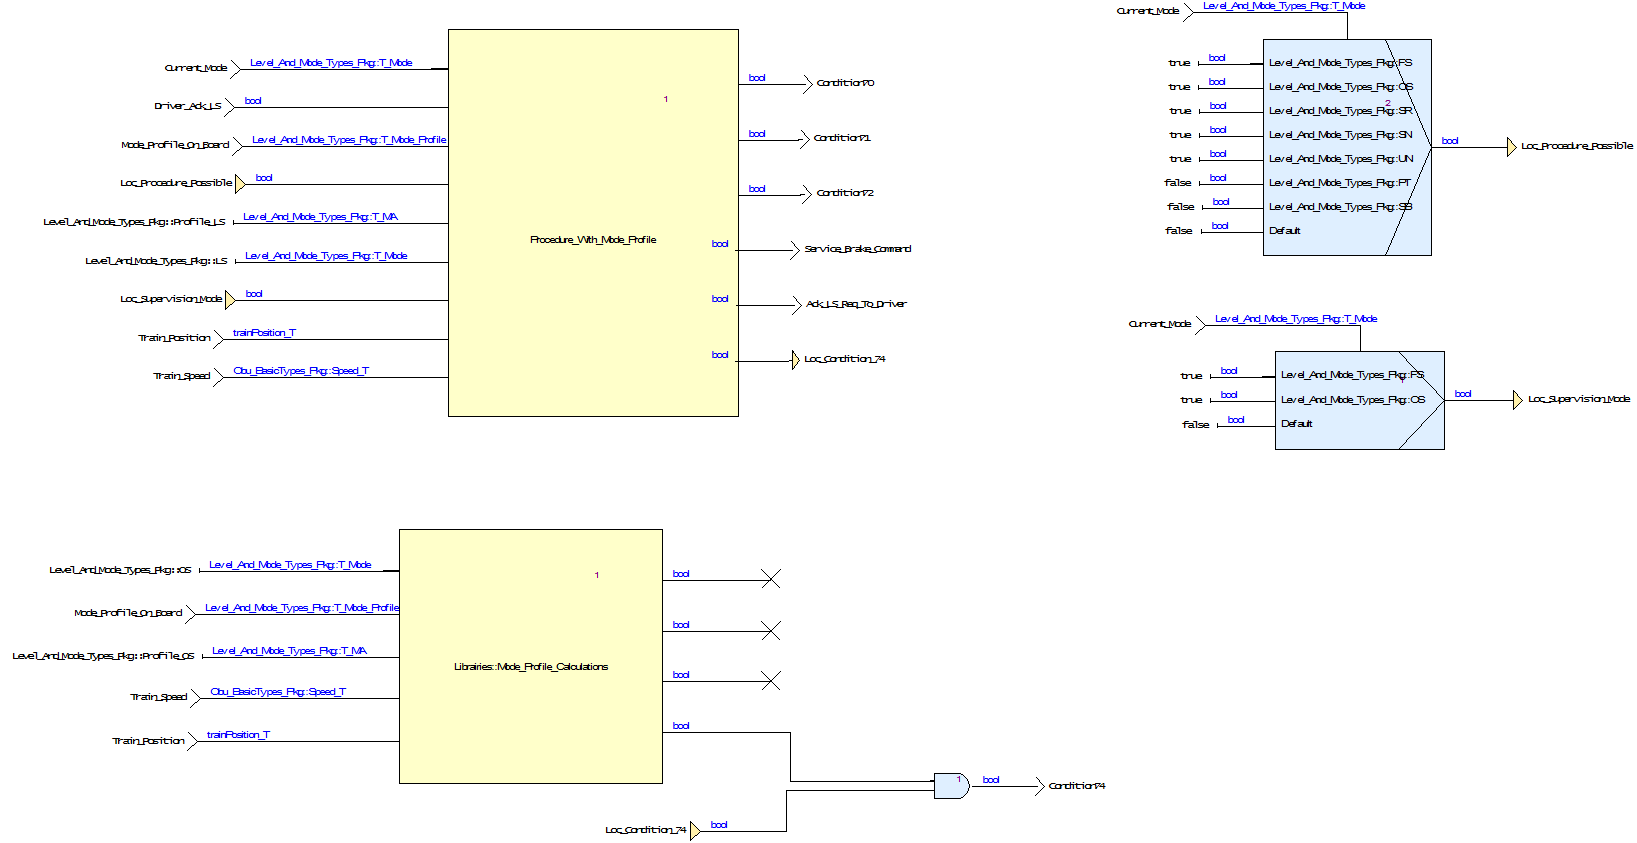 Current_Mode
Level_And_Mode_Types_Pkg::T_Mode
Driver_Ack_LS
bool
Mode_Profile_On_Board
Level_And_Mode_Types_Pkg::T_Mode_Profile
Loc_Procedure_Possible
bool
Level_And_Mode_Types_Pkg::Profile_LS
Level_And_Mode_Types_Pkg::T_MA
Level_And_Mode_Types_Pkg::LS
Level_And_Mode_Types_Pkg::T_Mode
Loc_Supervision_Mode
bool
Train_Position
trainPosition_T
Train_Speed
Obu_BasicTypes_Pkg::Speed_T
1
Procedure_With_Mode_Profile
bool
Condition70
bool
Condition71
bool
Condition72
bool
Service_Brake_Command
bool
Ack_LS_Req_To_Driver
bool
Loc_Condition_74
Current_Mode
Level_And_Mode_Types_Pkg::T_Mode
true
bool
Level_And_Mode_Types_Pkg::FS
true
bool
Level_And_Mode_Types_Pkg::OS
2
true
bool
Level_And_Mode_Types_Pkg::SR
true
bool
Level_And_Mode_Types_Pkg::SN
true
bool
Level_And_Mode_Types_Pkg::UN
false
bool
Level_And_Mode_Types_Pkg::PT
false
bool
Level_And_Mode_Types_Pkg::SB
false
bool
Default
bool
Loc_Procedure_Possible
Current_Mode
Level_And_Mode_Types_Pkg::T_Mode
true
bool
Level_And_Mode_Types_Pkg::FS
1
true
bool
Level_And_Mode_Types_Pkg::OS
false
bool
Default
bool
Loc_Supervision_Mode
Level_And_Mode_Types_Pkg::OS
Level_And_Mode_Types_Pkg::T_Mode
Mode_Profile_On_Board
Level_And_Mode_Types_Pkg::T_Mode_Profile
Level_And_Mode_Types_Pkg::Profile_OS
Level_And_Mode_Types_Pkg::T_MA
Train_Speed
Obu_BasicTypes_Pkg::Speed_T
Train_Position
trainPosition_T
1
Librairies::Mode_Profile_Calculations
bool
bool
bool
bool
Loc_Condition_74
bool
1
bool
Condition74